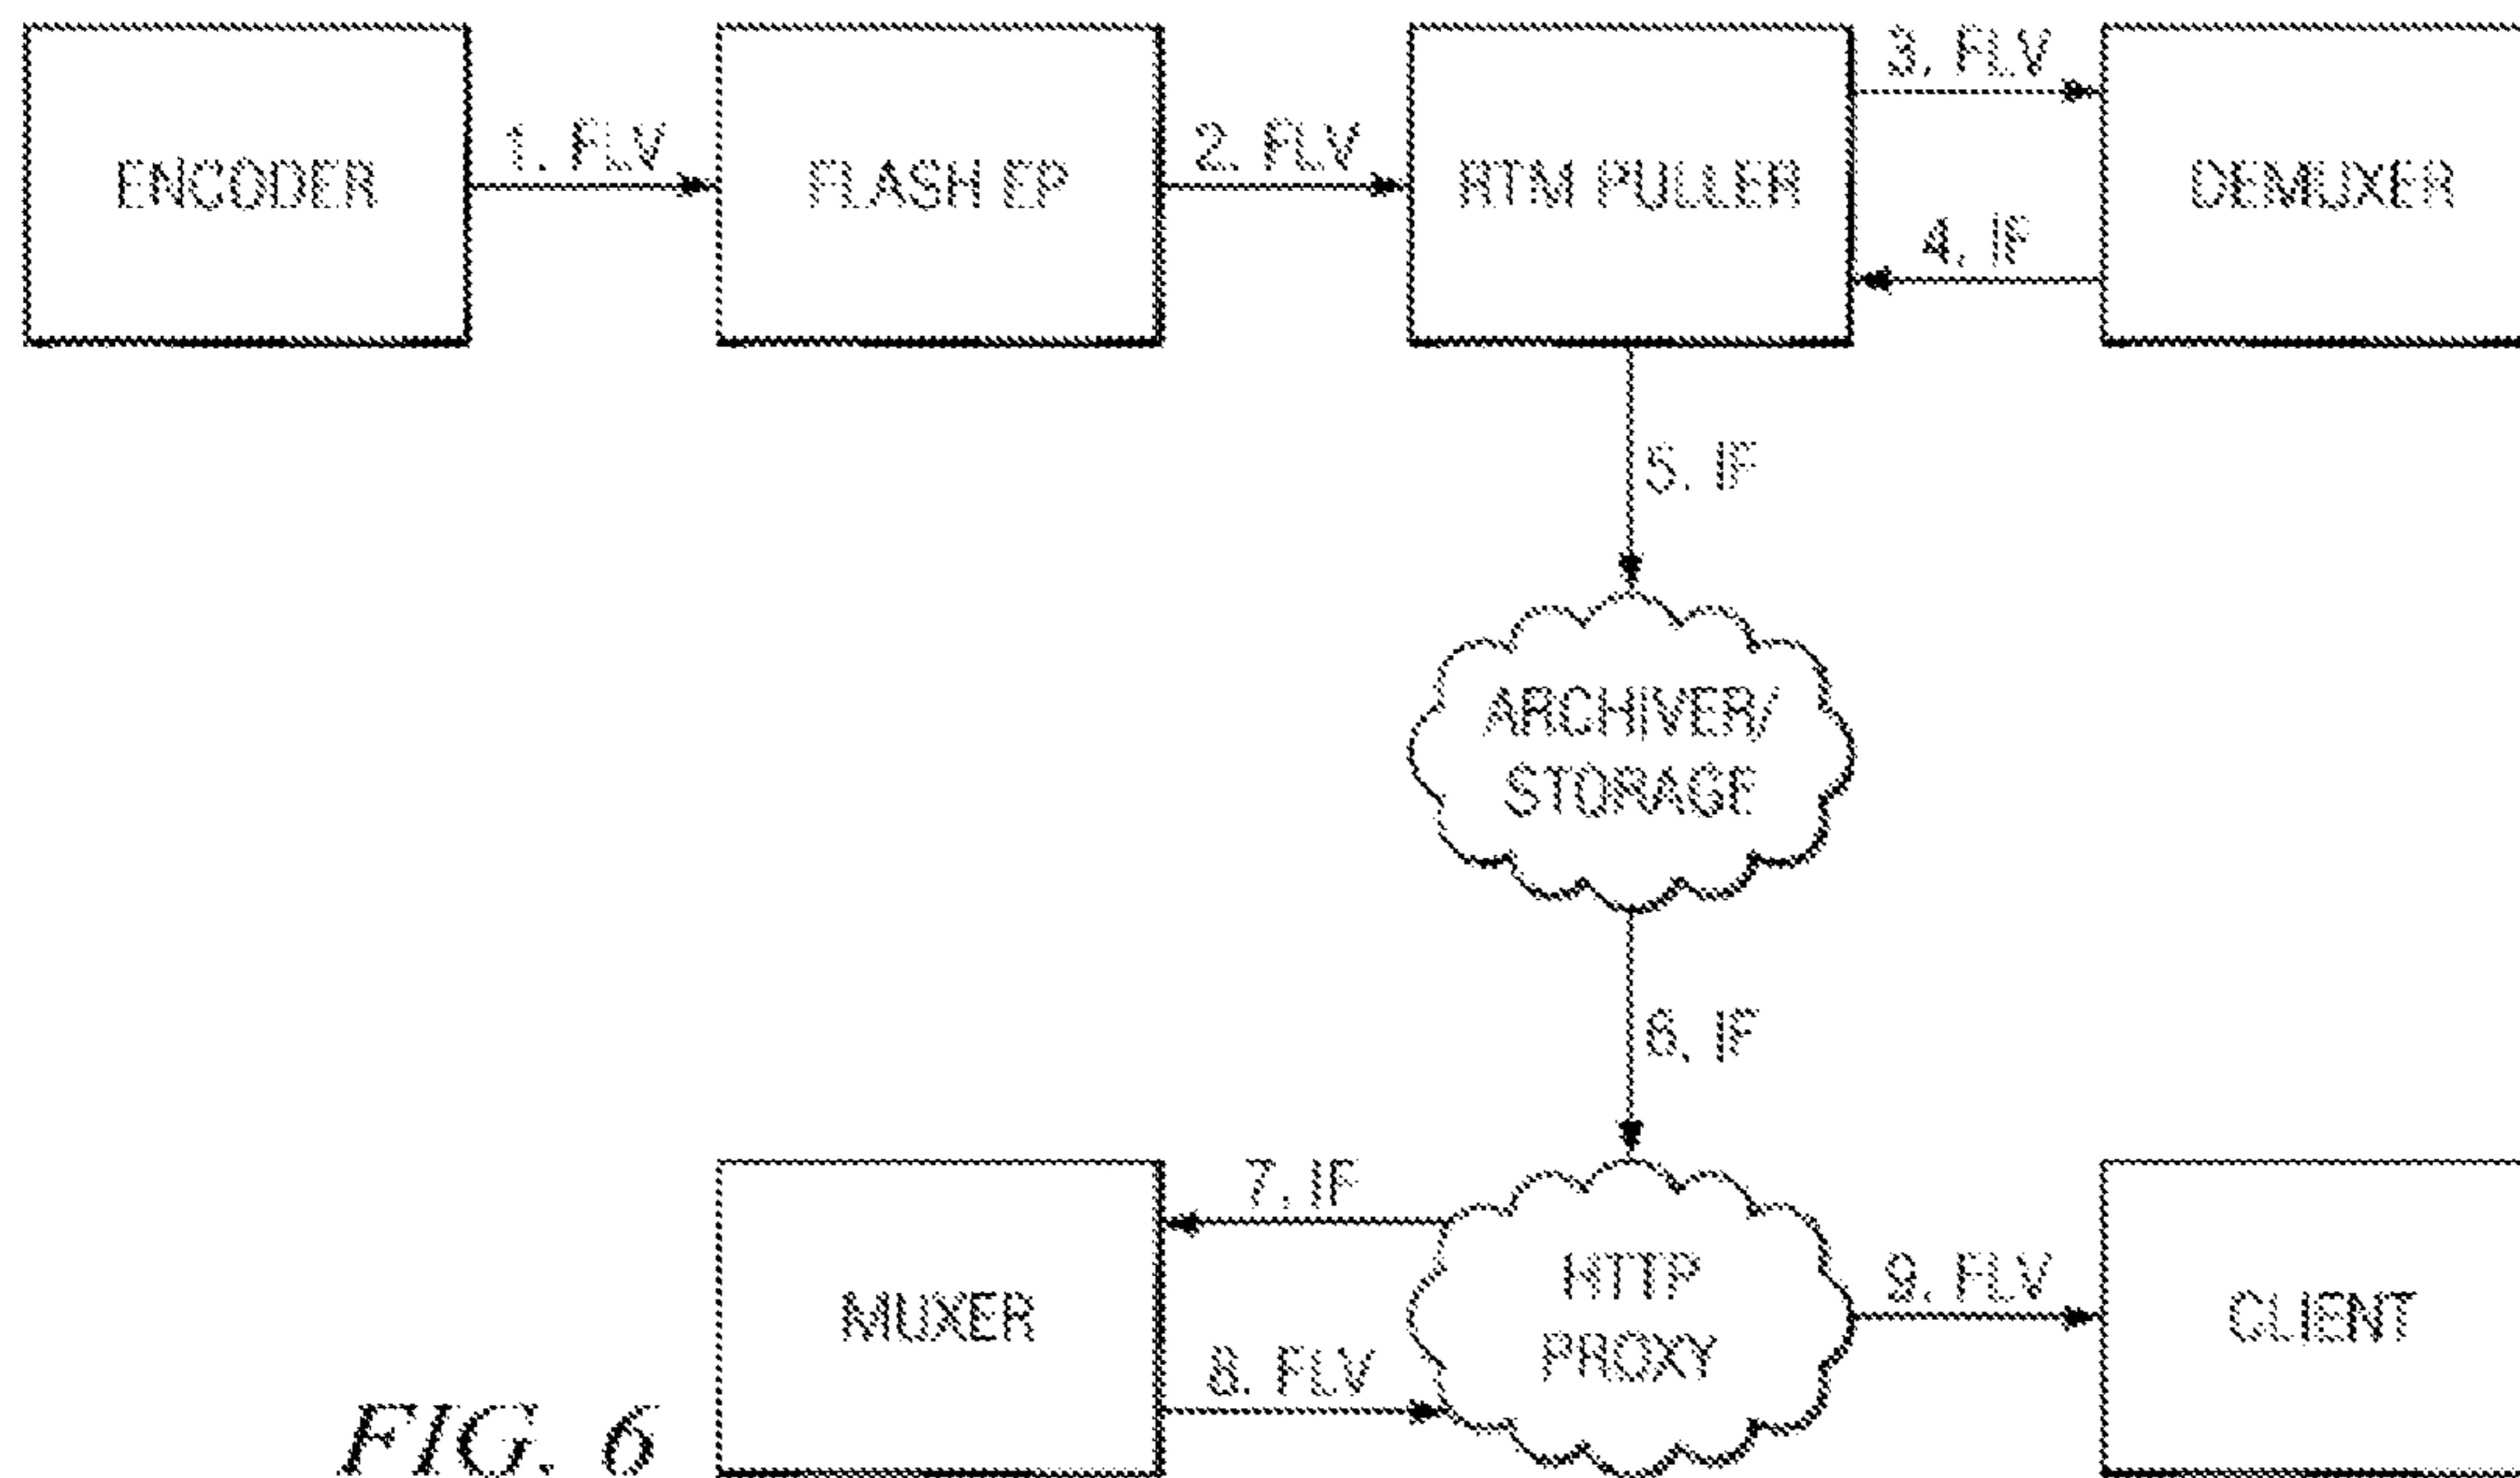 ENCODER
1. FLV
FLASH EP
2. FLV
RTM PULLER
3. FLV
4. IF
DEMUXER
5. IF
ARCHIVER/
STORAGE
6. IF
MUXER
7. IF
8. FLV
HTTP
PROXY
9. FLV
CLIENT
FIG. 6